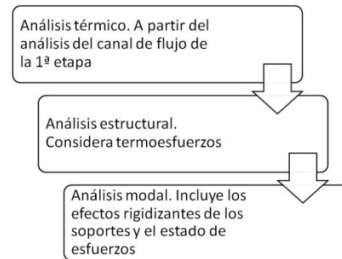 Análisis térmico. A partir del
análisis del canal de flujo de
la 1ª etapa
Análisis estructural.
Considera termoesfuerzos
Análisis modal. Incluye los
efectos rigidizantes de los
soportes y el estado de
esfuerzos